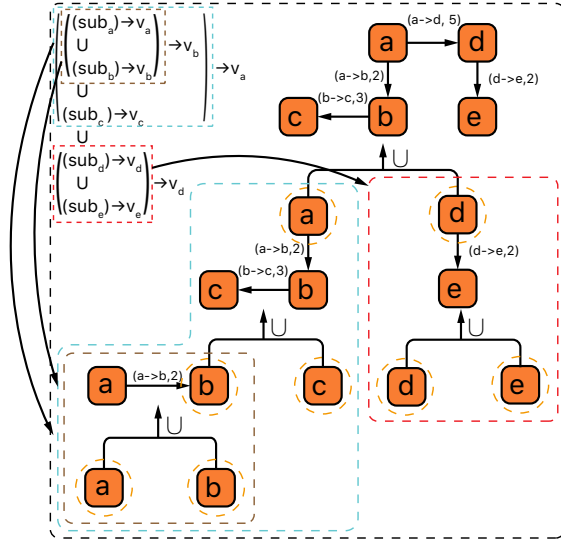 (sub_a)→v_a
U
→v_b
(sub_b)→v_b
→v_a
U
(sub_c)→v_c
U
(sub_d)→v_d
U
→v_d
(sub_e)→v_e
(a->d, 5)
a
d
(a->b,2)
(d->e,2)
(b->c,3)
c
b
e
U
a
d
(a->b,2)
(d->e,2)
(b->c,3)
c
b
e
U
U
(a->b,2)
a
b
c
d
e
U
a
b